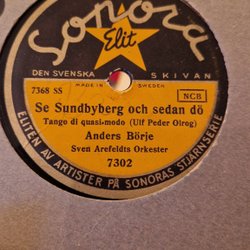 Sonora
Elit
DEN SVENSKA SKIVAN
MADE IN SWEDEN
7368 SS NCB
Se Sundbyberg och sedan dö
Tango di quasi-modo (Ulf Peder Olrog)
Anders Börje
Sven Arefeldts Orkester
7302
ELITEN AV ARTISTER PÅ SONORAS STJÄRNSERIE